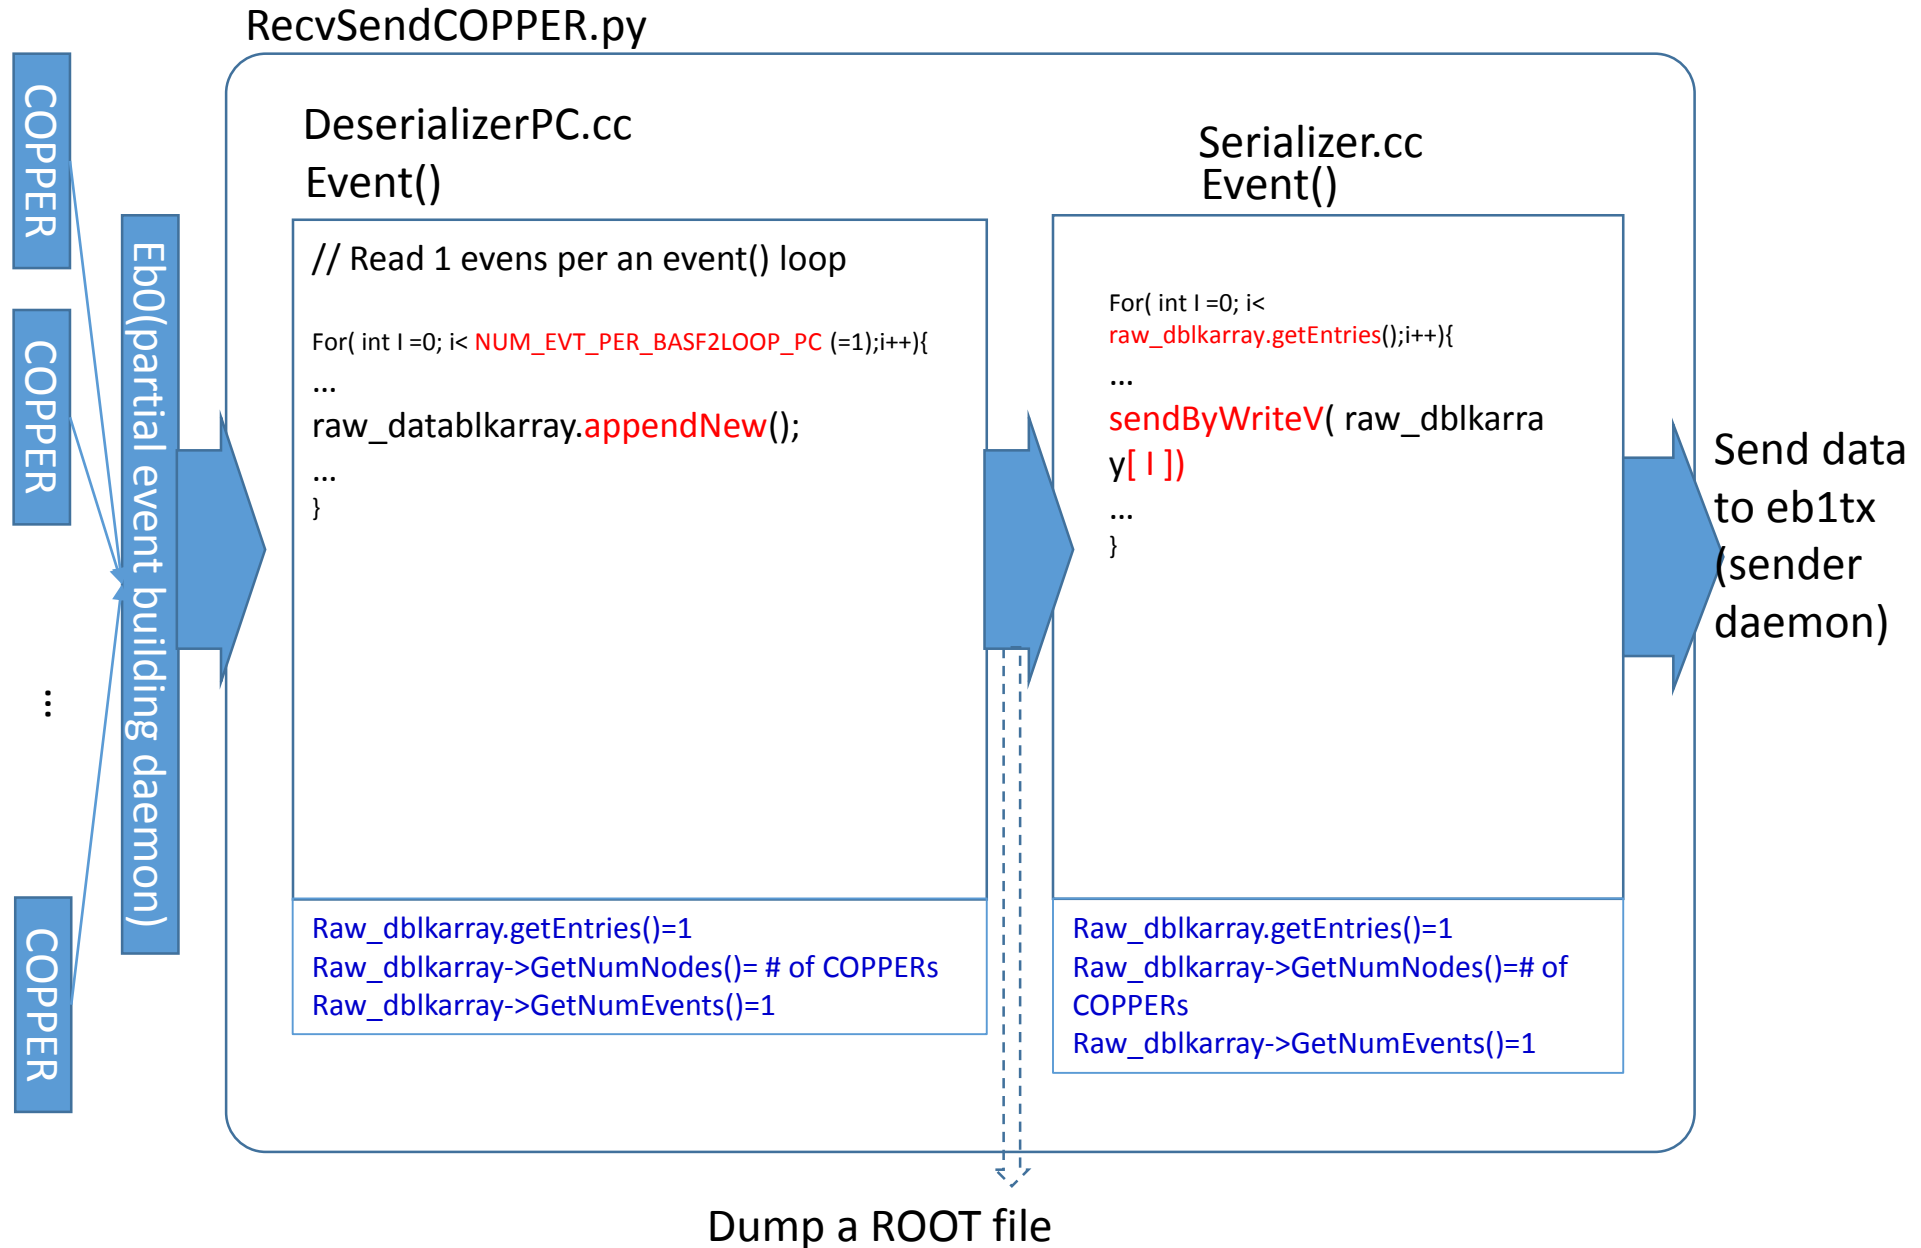 RecvSendCOPPER.py
COPPER
COPPER
...
COPPER
Eb0(partial event building daemon)
DeserializerPC.cc
Event()
// Read 1 evens per an event() loop
For( int I =0; i< NUM_EVT_PER_BASF2LOOP_PC (=1);i++){
...
raw_datablkarray.appendNew();
...
}
Raw_dblkarray.getEntries()=1
Raw_dblkarray->GetNumNodes()= # of COPPERs
Raw_dblkarray->GetNumEvents()=1
Serializer.cc
Event()
For( int I =0; i<
raw_dblkarray.getEntries();i++){
...
sendByWriteV( raw_dblkarra
y[ I ])
...
}
Raw_dblkarray.getEntries()=1
Raw_dblkarray->GetNumNodes()=# of
COPPERs
Raw_dblkarray->GetNumEvents()=1
Send data
to eb1tx
(sender
daemon)
Dump a ROOT file